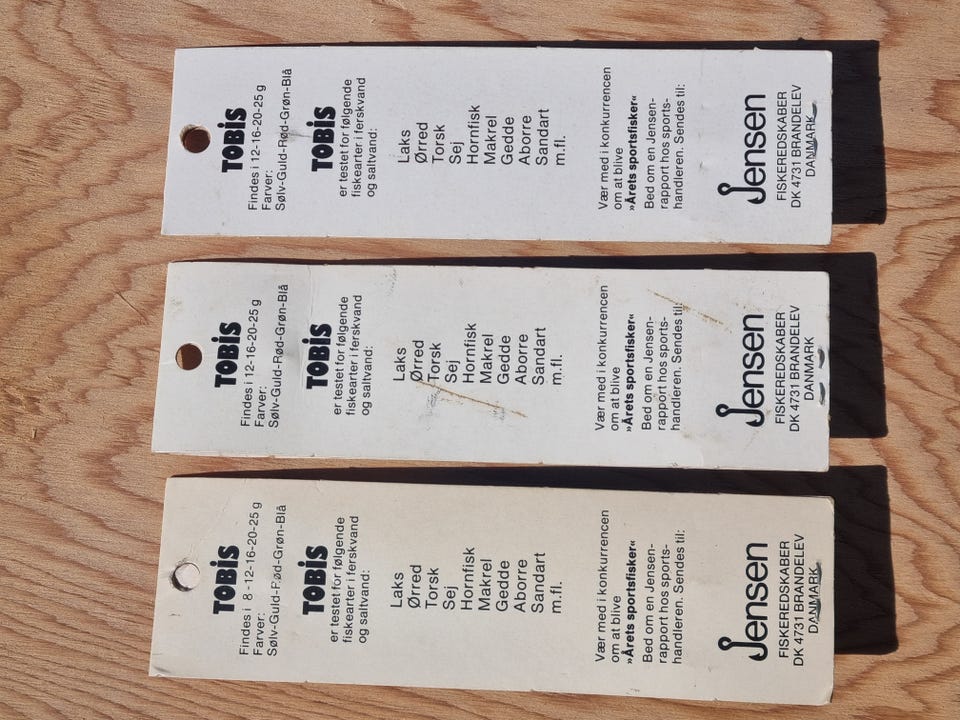 TOBIS
Findes i 12-16-20-25 g
Farver:
Sølv-Guld-Rød-Grøn-Blå
TOBIS
er testet for følgende
fiskearter i ferskvand
og saltvand:
Laks
Ørred
Torsk
Sej
Hornfisk
Makrel
Gedde
Aborre
Sandart
m.fl.
Vær med i konkurrencen
om at blive
»Årets sportsfisker«
Bed om en Jensen-
rapport hos sports-
handleren. Sendes til:
Jensen
FISKEREDSKABER
DK 4731 BRANDELEV
DANMARK
TOBIS
Findes i 12-16-20-25 g
Farver:
Sølv-Guld-Rød-Grøn-Blå
TOBIS
er testet for følgende
fiskearter i ferskvand
og saltvand:
Laks
Ørred
Torsk
Sej
Hornfisk
Makrel
Gedde
Aborre
Sandart
m.fl.
Vær med i konkurrencen
om at blive
»Årets sportsfisker«
Bed om en Jensen-
rapport hos sports-
handleren. Sendes til:
Jensen
FISKEREDSKABER
DK 4731 BRANDELEV
DANMARK
TOBIS
Findes i 8-12-16-20-25 g
Farver:
Sølv-Guld-Rød-Grøn-Blå
TOBIS
er testet for følgende
fiskearter i ferskvand
og saltvand:
Laks
Ørred
Torsk
Sej
Hornfisk
Makrel
Gedde
Aborre
Sandart
m.fl.
Vær med i konkurrencen
om at blive
»Årets sportsfisker«
Bed om en Jensen-
rapport hos sports-
handleren. Sendes til:
Jensen
FISKEREDSKABER
DK 4731 BRANDELEV
DANMARK